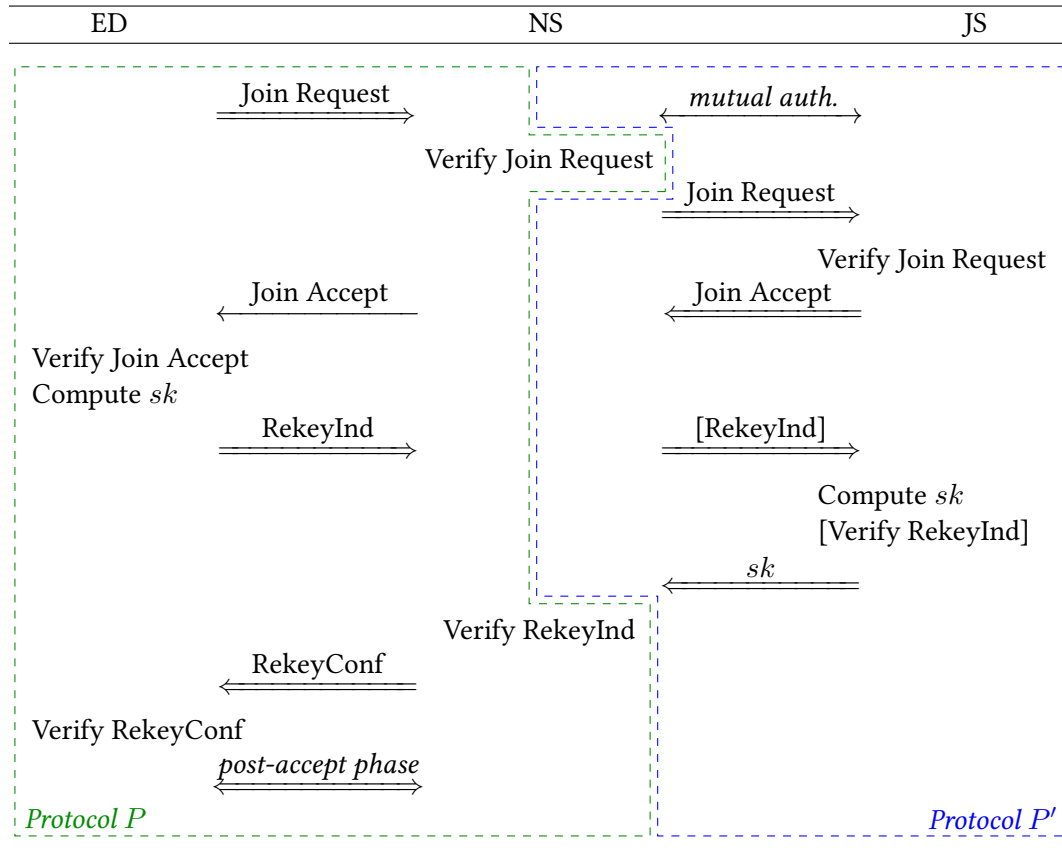 ED NS JS
Join Request mutual auth.
Verify Join Request
Join Request
Verify Join Request
Join Accept Join Accept
Verify Join Accept
Compute sk
RekeyInd [RekeyInd]
Compute sk
[Verify RekeyInd]
sk
Verify RekeyInd
RekeyConf
Verify RekeyConf
post-accept phase
Protocol P Protocol P′